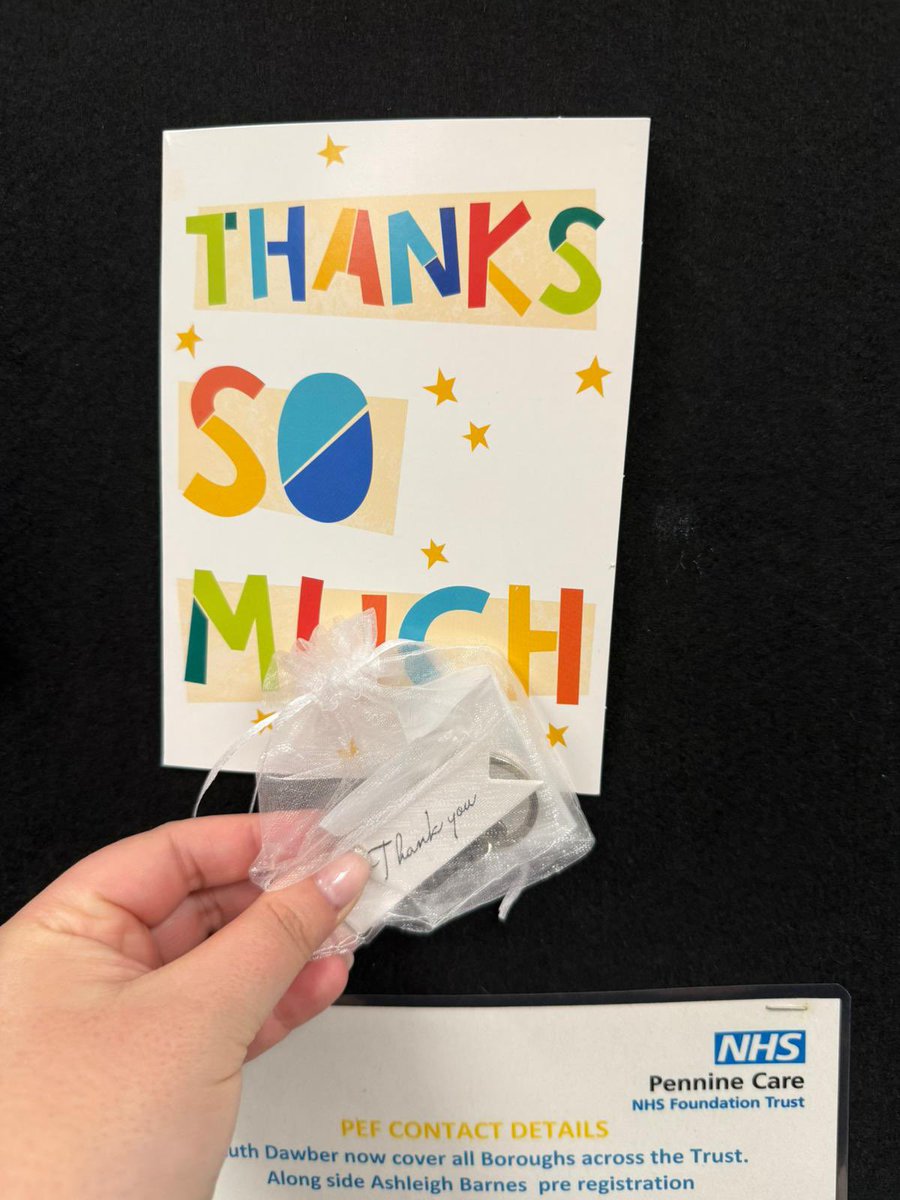 THANKS
SO
MUCH
Thank you
NHS
Pennine Care
NHS Foundation Trust
PEF CONTACT DETAILS
Dawber now cover all Boroughs across the Trust.
Along side Ashleigh Barnes pre registration